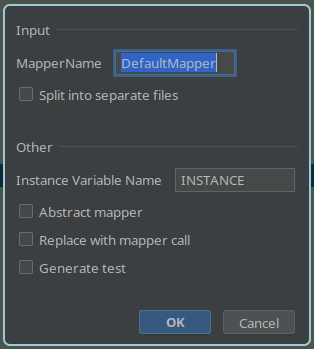 Input
MapperName DefaultMapper
Split into separate files
Other
Instance Variable Name INSTANCE
Abstract mapper
Replace with mapper call
Generate test
OK Cancel